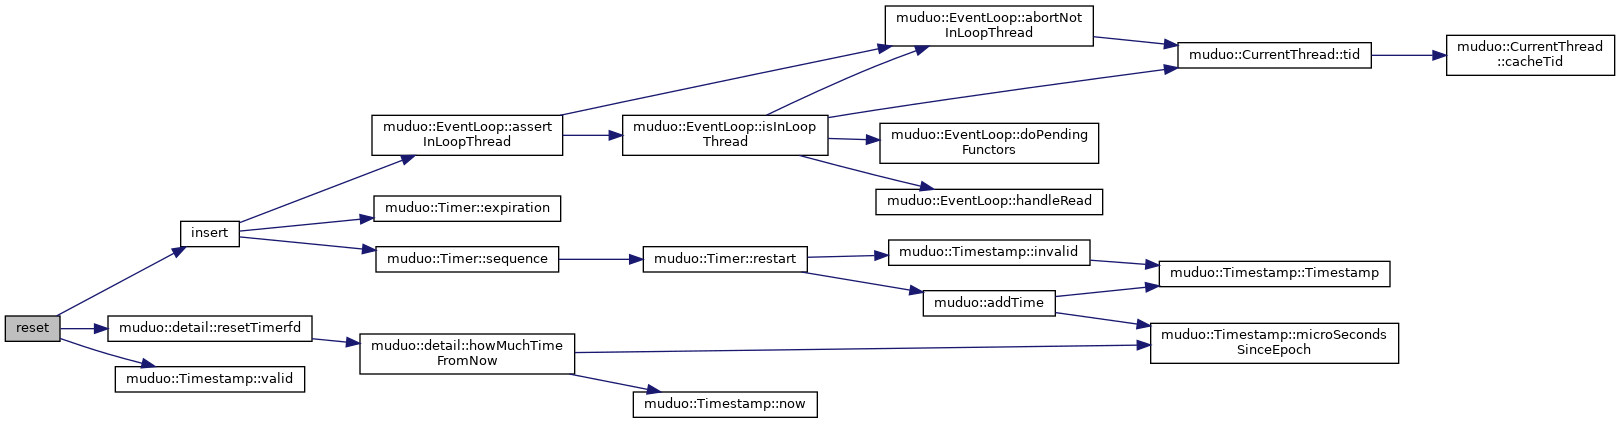 muduo::EventLoop::abortNot
InLoopThread
muduo::CurrentThread::tid
muduo::CurrentThread
::cacheTid
muduo::EventLoop::assert
InLoopThread
muduo::EventLoop::isInLoop
Thread
muduo::EventLoop::doPending
Functors
muduo::EventLoop::handleRead
muduo::Timer::expiration
insert
muduo::Timer::sequence
muduo::Timer::restart
muduo::Timestamp::invalid
muduo::Timestamp::Timestamp
muduo::addTime
reset
muduo::detail::resetTimerfd
muduo::detail::howMuchTime
FromNow
muduo::Timestamp::microSeconds
SinceEpoch
muduo::Timestamp::valid
muduo::Timestamp::now